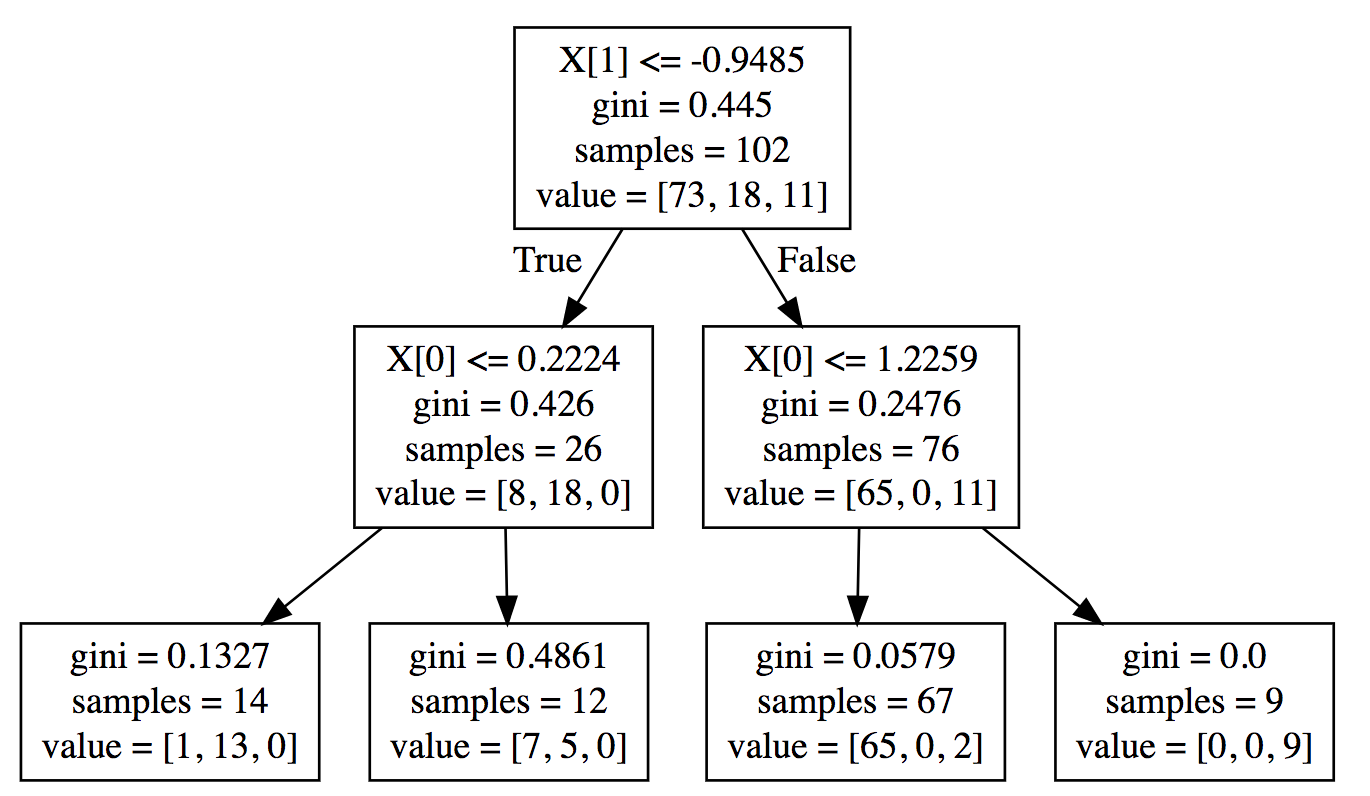 X[1] <= -0.9485
gini = 0.445
samples = 102
value = [73, 18, 11]
True
False
X[0] <= 0.2224
gini = 0.426
samples = 26
value = [8, 18, 0]
X[0] <= 1.2259
gini = 0.2476
samples = 76
value = [65, 0, 11]
gini = 0.1327
samples = 14
value = [1, 13, 0]
gini = 0.4861
samples = 12
value = [7, 5, 0]
gini = 0.0579
samples = 67
value = [65, 0, 2]
gini = 0.0
samples = 9
value = [0, 0, 9]